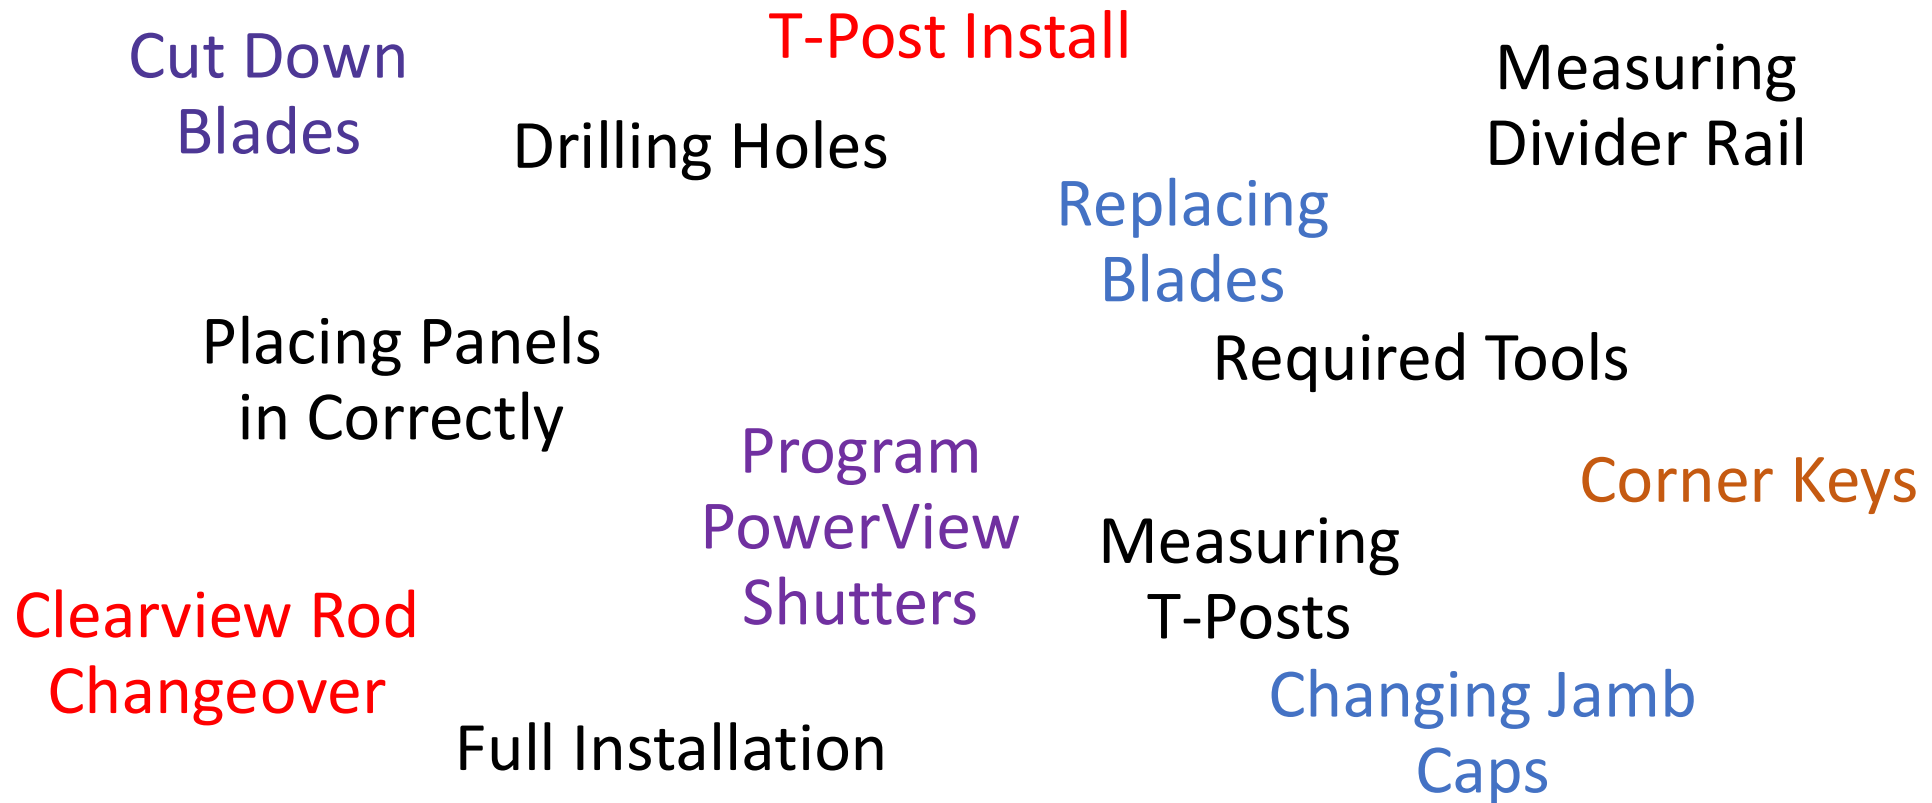 T-Post Install
Cut Down
Blades
Drilling Holes
Measuring
Divider Rail
Replacing
Blades
Placing Panels
in Correctly
Required Tools
Program
PowerView
Shutters
Corner Keys
Measuring
T-Posts
Clearview Rod
Changeover
Changing Jamb
Caps
Full Installation